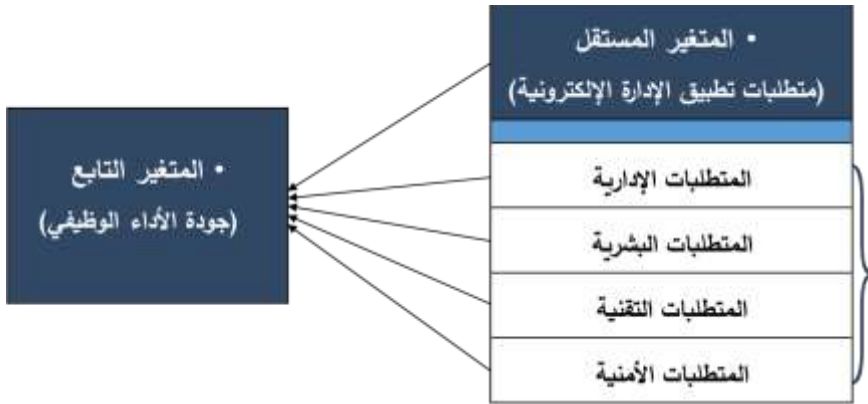 • المتغير المستقل
(متطلبات تطبيق الإدارة الإلكترونية)
المتطلبات الإدارية
المتطلبات البشرية
المتطلبات التقنية
المتطلبات الأمنية
• المتغير التابع
(جودة الأداء الوظيفي)